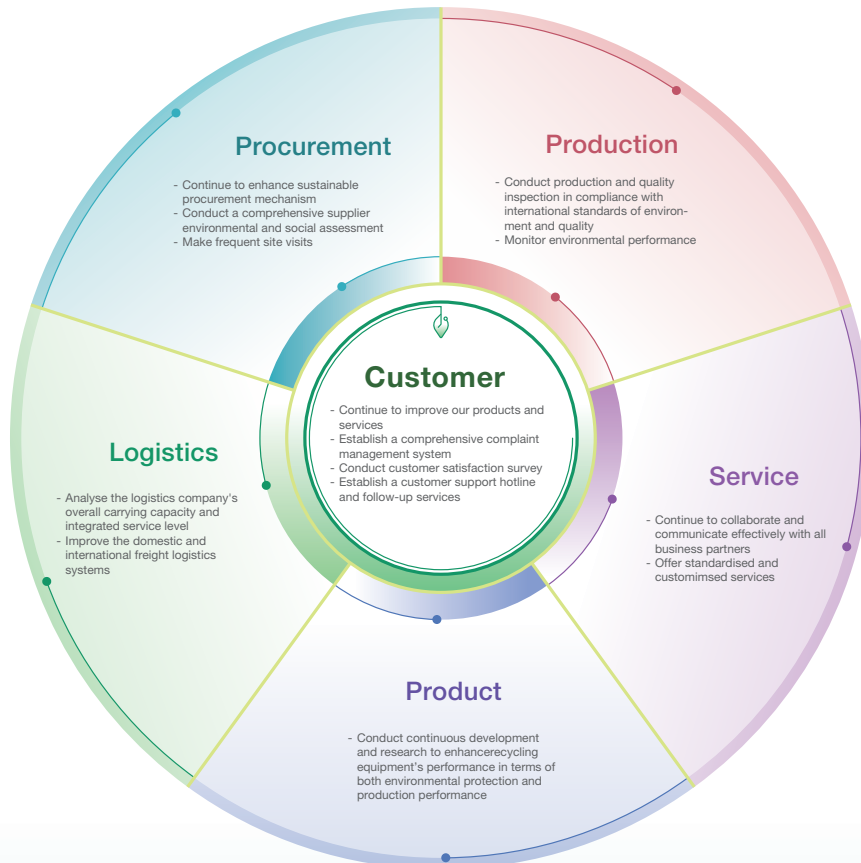 Procurement
- Continue to enhance sustainable
procurement mechanism
- Conduct a comprehensive supplier
environmental and social assessment
- Make frequent site visits
Production
- Conduct production and quality
inspection in compliance with
international standards of environ-
ment and quality
- Monitor environmental performance
Customer
- Continue to improve our products and
services
- Establish a comprehensive complaint
management system
- Conduct customer satisfaction survey
- Establish a customer support hotline
and follow-up services
Logistics
- Analyse the logistics company's
overall carrying capacity and
integrated service level
- Improve the domestic and
international freight logistics
systems
Service
- Continue to collaborate and
communicate effectively with all
business partners
- Offer standardised and
customimsed services
Product
- Conduct continuous development
and research to enhancerecycling
equipment's performance in terms of
both environmental protection and
production performance